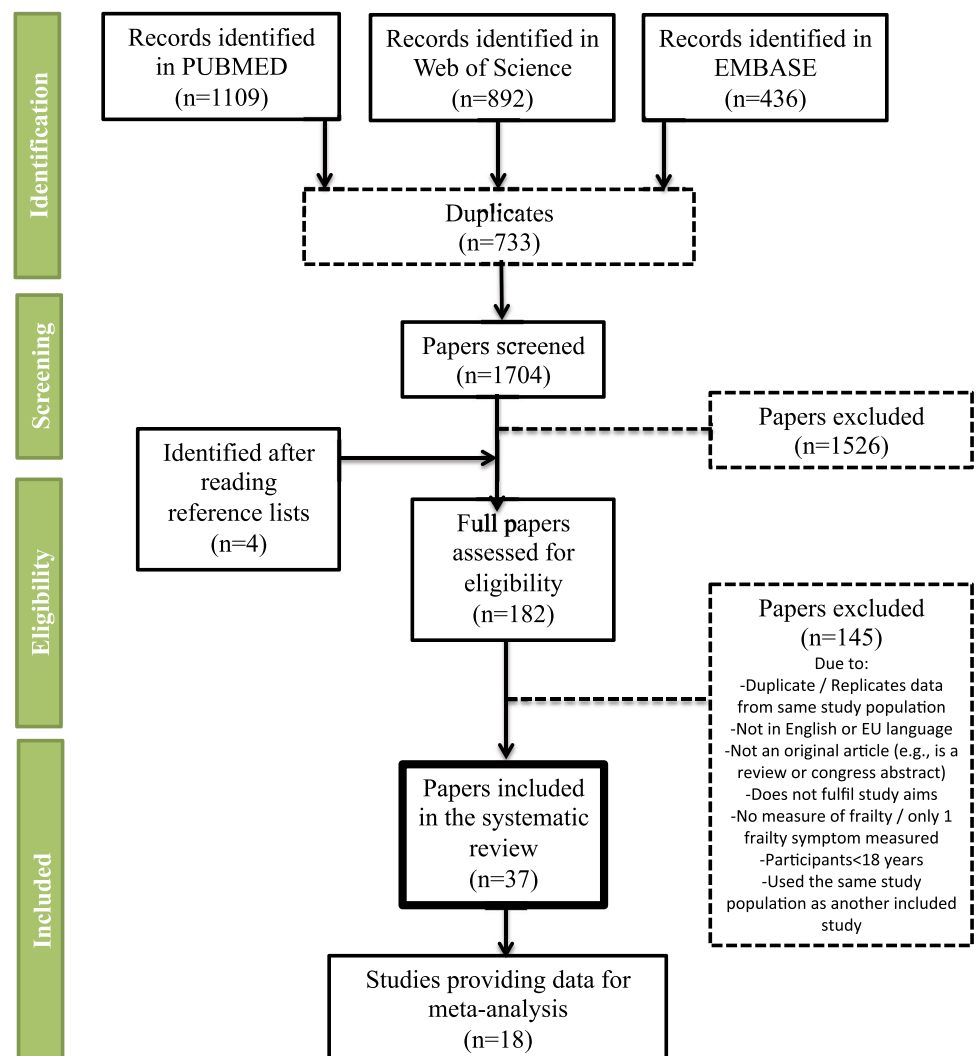 Identification
Records identified
in PUBMED
(n=1109)
Records identified in
Web of Science
(n=892)
Records identified in
EMBASE
(n=436)
Duplicates
(n=733)
Screening
Papers screened
(n=1704)
Papers excluded
(n=1526)
Identified after
reading
reference lists
(n=4)
Eligibility
Full papers
assessed for
eligibility
(n=182)
Papers excluded
(n=145)
Due to:
-Duplicate / Replicates data
from same study population
-Not in English or EU language
-Not an original article (e.g., is a
review or congress abstract)
-Does not fulfil study aims
-No measure of frailty / only 1
frailty symptom measured
-Participants<18 years
-Used the same study
population as another included
study
Included
Papers included
in the systematic
review
(n=37)
Studies providing data for
meta-analysis
(n=18)